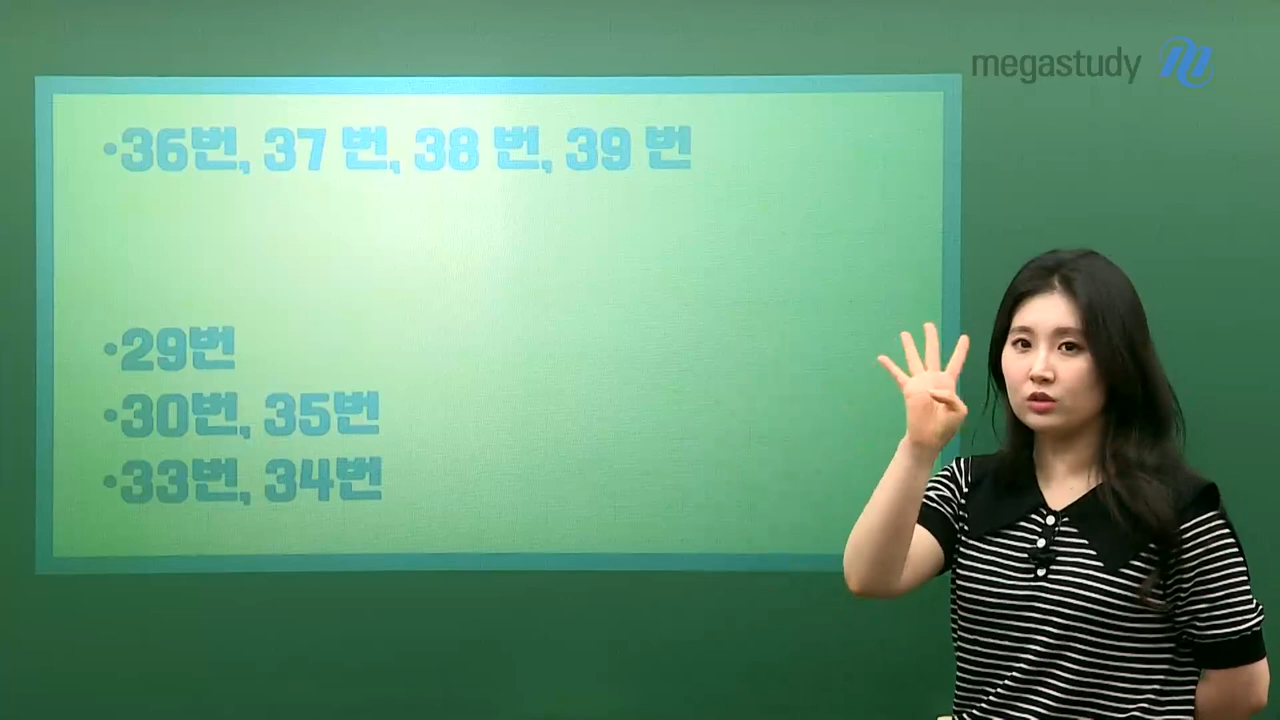 megastudy
•36번, 37 번, 38 번, 39 번
•29번
•30번, 35번
•33번, 34번